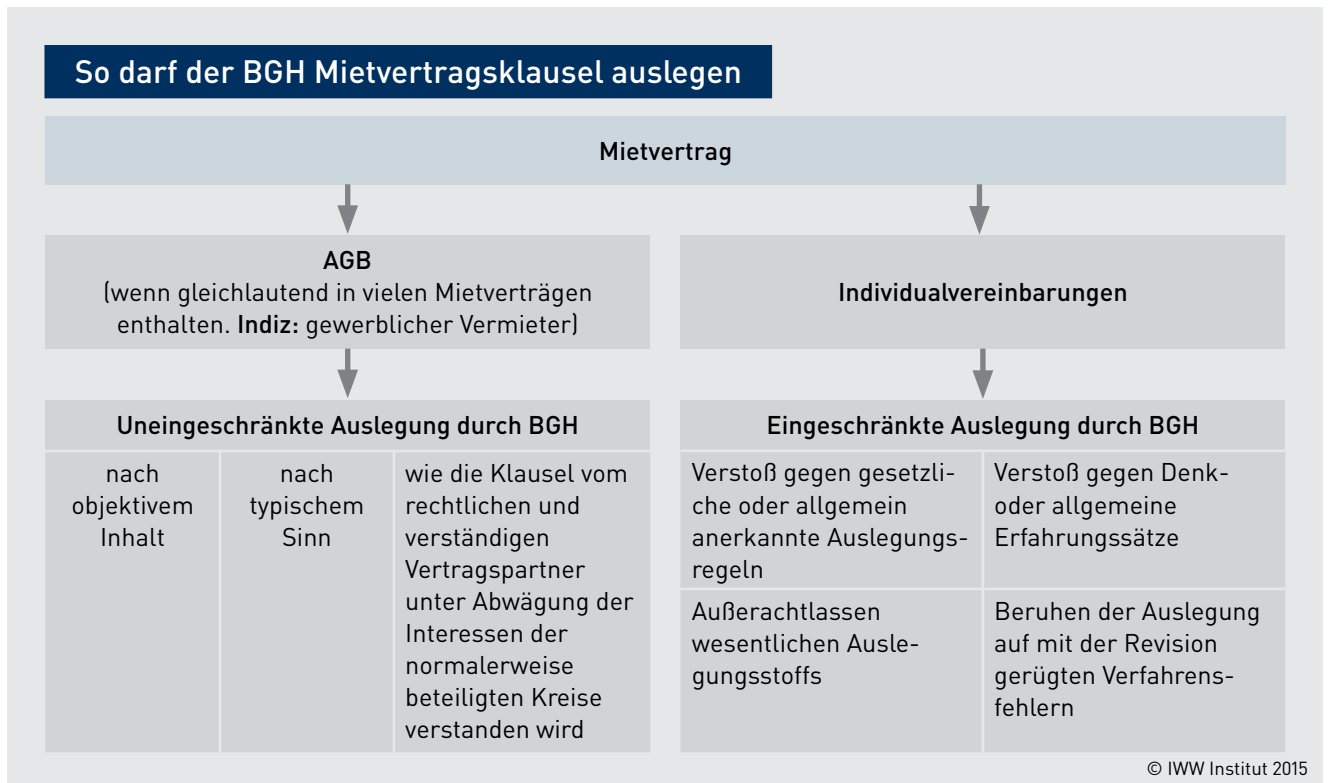 So darf der BGH Mietvertragsklausel auslegen
Mietvertrag
AGB
(wenn gleichlautend in vielen Mietverträgen
enthalten. Indiz: gewerblicher Vermieter)
Individualvereinbarungen
Uneingeschränkte Auslegung durch BGH
nach
objektivem
Inhalt
nach
typischem
Sinn
wie die Klausel vom
rechtlichen und
verständigen
Vertragspartner
unter Abwägung der
Interessen der
normalerweise
beteiligten Kreise
verstanden wird
Eingeschränkte Auslegung durch BGH
Verstoß gegen gesetzli-
che oder allgemein
anerkannte Auslegungs-
regeln
Verstoß gegen Denk-
oder allgemeine
Erfahrungssätze
Außerachtlassen
wesentlichen Ausle-
gungsstoffs
Beruhen der Auslegung
auf mit der Revision
gerügten Verfahrens-
fehlern
© IWW Institut 2015